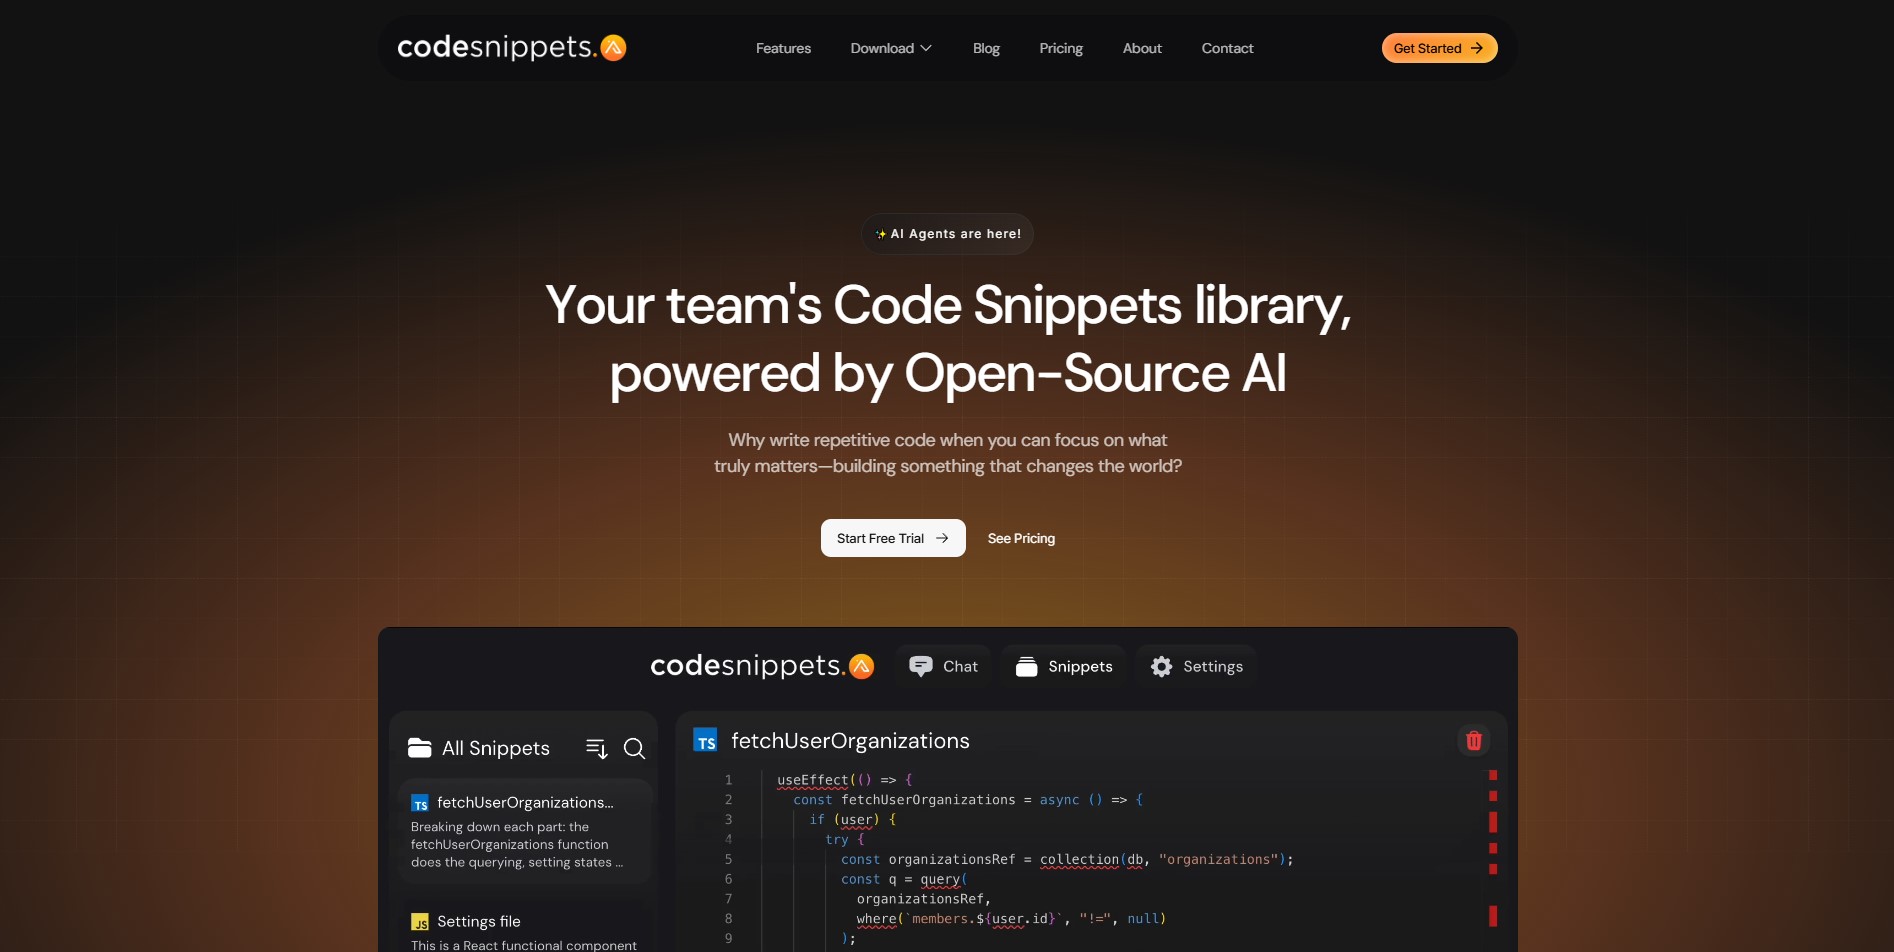 codesnippets.
Features
Download
Blog
Pricing
About
Contact
Get Started
✨ AI Agents are here!
Your team's Code Snippets library,
powered by Open-Source AI
Why write repetitive code when you can focus on what
truly matters—building something that changes the world?
Start Free Trial
See Pricing
codesnippets.
Chat
Snippets
Settings
All Snippets
TS fetchUserOrganizations...
Breaking down each part: the
fetchUserOrganizations function
does the querying, setting states ...
JS Settings file
This is a React functional component
TS fetchUserOrganizations
1 useEffect(() => {
2 const fetchUserOrganizations = async () => {
3 if (user) {
4 try {
5 const organizationsRef = collection(db, "organizations");
6 const q = query(
7 organizationsRef,
8 where(`members.${user.id}`, "!=", null)
9 );